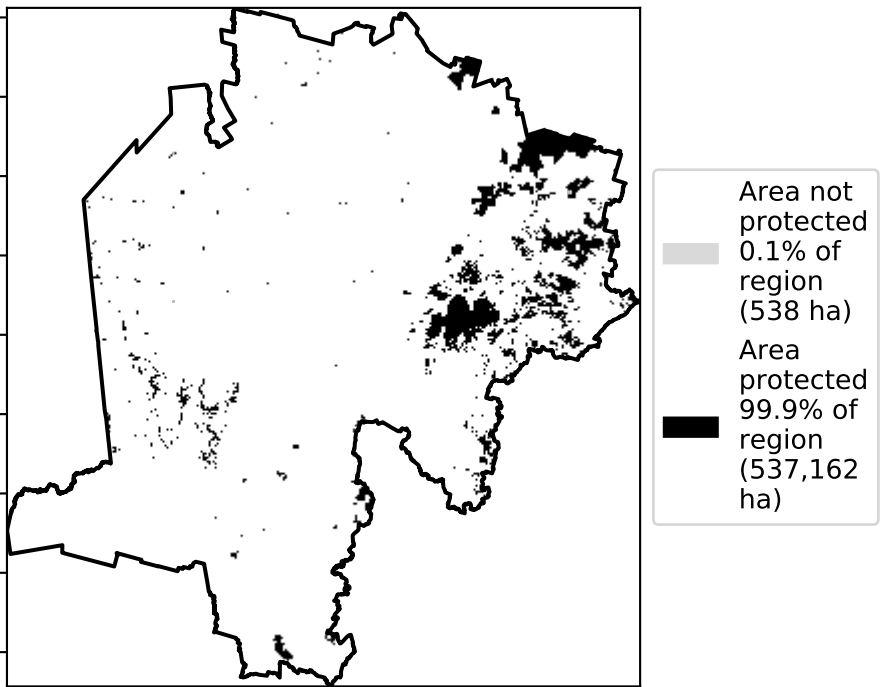 Area not
protected
0.1% of
region
(538 ha)
Area
protected
99.9% of
region
(537,162
ha)